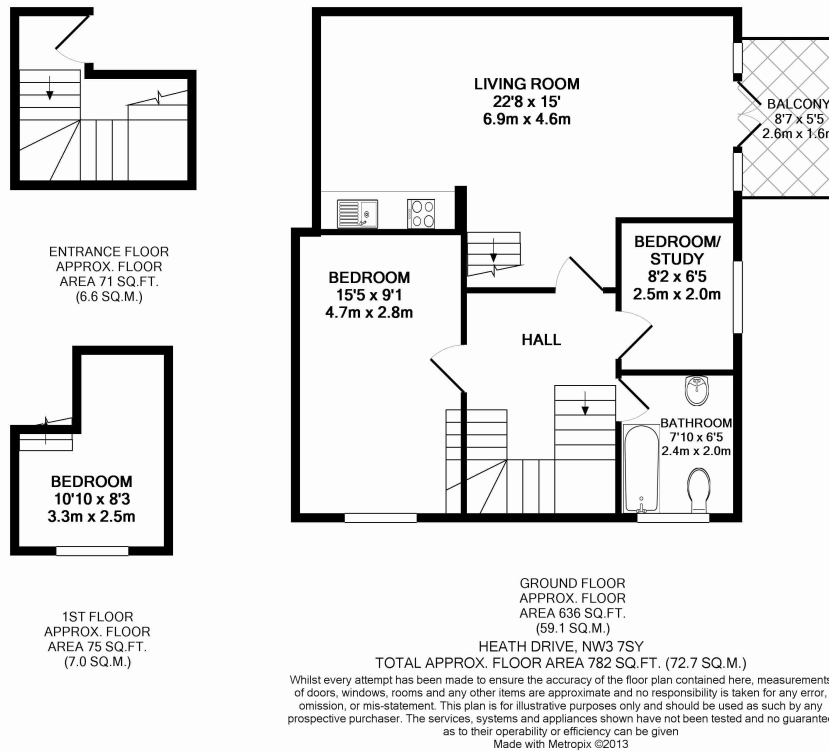 LIVING ROOM
22'8 x 15'
6.9m x 4.6m
BALCONY
8'7 x 5'5
2.6m x 1.6m
ENTRANCE FLOOR
APPROX. FLOOR
AREA 71 SQ.FT.
(6.6 SQ.M.)
BEDROOM
15'5 x 9'1
4.7m x 2.8m
BEDROOM/
STUDY
8'2 x 6'5
2.5m x 2.0m
HALL
BATHROOM
7'10 x 6'5
2.4m x 2.0m
BEDROOM
10'10 x 8'3
3.3m x 2.5m
1ST FLOOR
APPROX. FLOOR
AREA 75 SQ.FT.
(7.0 SQ.M.)
GROUND FLOOR
APPROX. FLOOR
AREA 636 SQ.FT.
(59.1 SQ.M.)
HEATH DRIVE, NW3 7SY
TOTAL APPROX. FLOOR AREA 782 SQ.FT. (72.7 SQ.M.)
Whilst every attempt has been made to ensure the accuracy of the floor plan contained here, measurements
of doors, windows, rooms and any other items are approximate and no responsibility is taken for any error,
omission, or mis-statement. This plan is for illustrative purposes only and should be used as such by any
prospective purchaser. The services, systems and appliances shown have not been tested and no guarantee
as to their operability or efficiency can be given
Made with Metropix ©2013